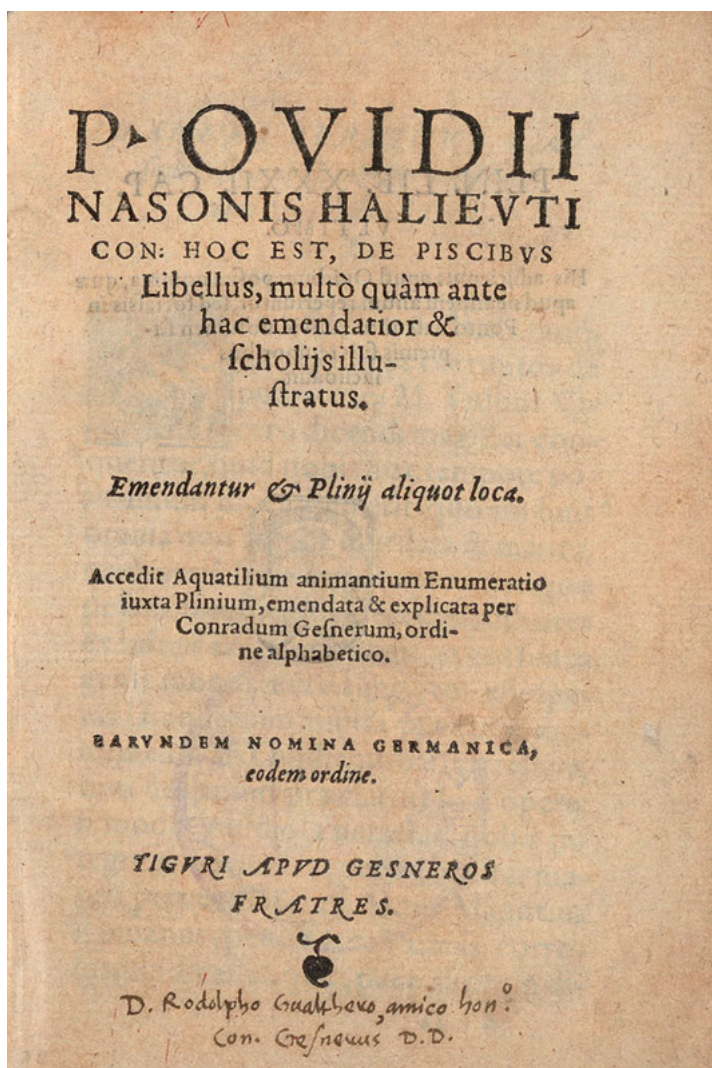 P. OVIDII
NASONIS HALIEVTI
CON: HOC EST, DE PISCIBVS
Libellus, multò quàm ante
hac emendatior &
ſcholijs illu-
ſtratus.
Emendantur & Plinij aliquot loca.
Accedit Aquatilium animantium Enumeratio
iuxta Plinium, emendata & explicata per
Conradum Geſnerum, ordi-
ne alphabetico.
EARVNDEM NOMINA GERMANICA,
eodem ordine.
TIGVRI APVD GESNEROS
FRATRES.
D. Rodolpho Gualthero, amico hon.º
Con. Geſnerus D.D.